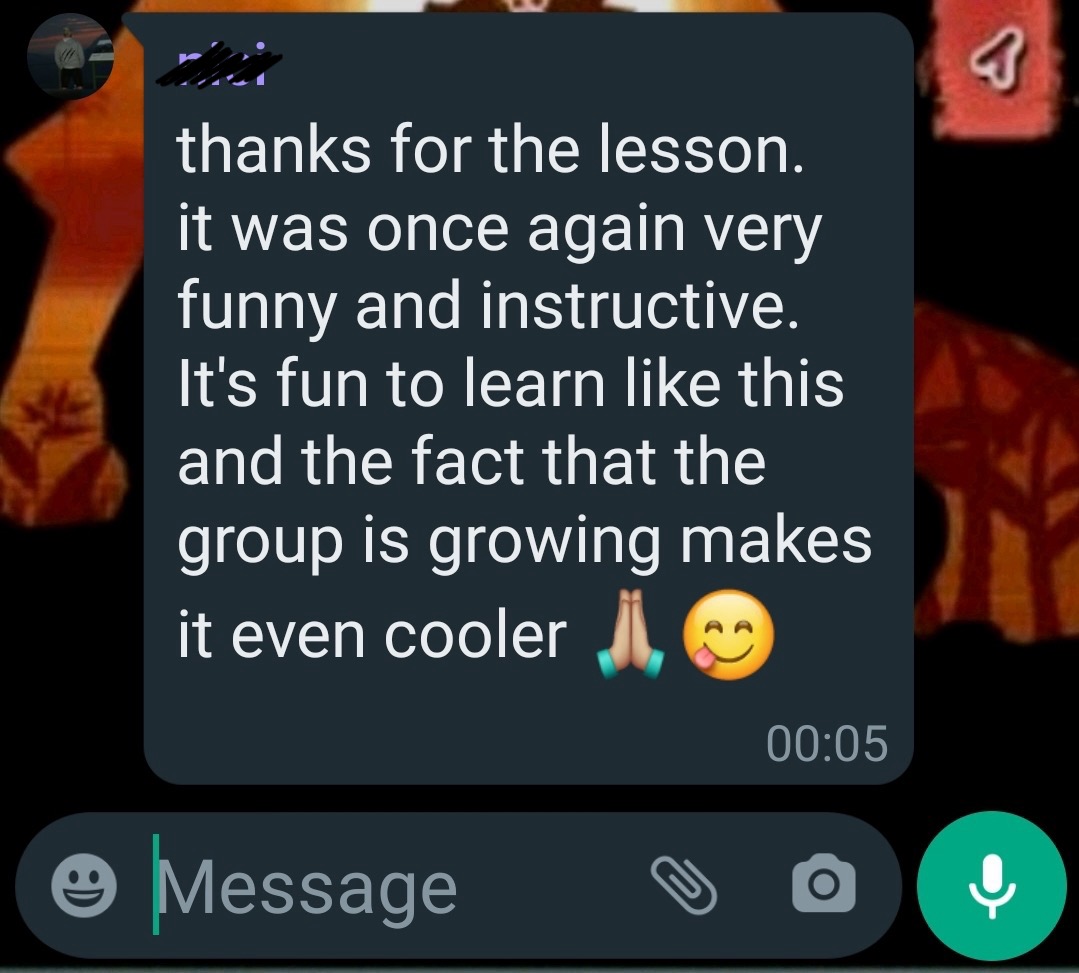 thanks for the lesson.
it was once again very
funny and instructive.
It's fun to learn like this
and the fact that the
group is growing makes
it even cooler 🙏🏼😋
00:05
Message